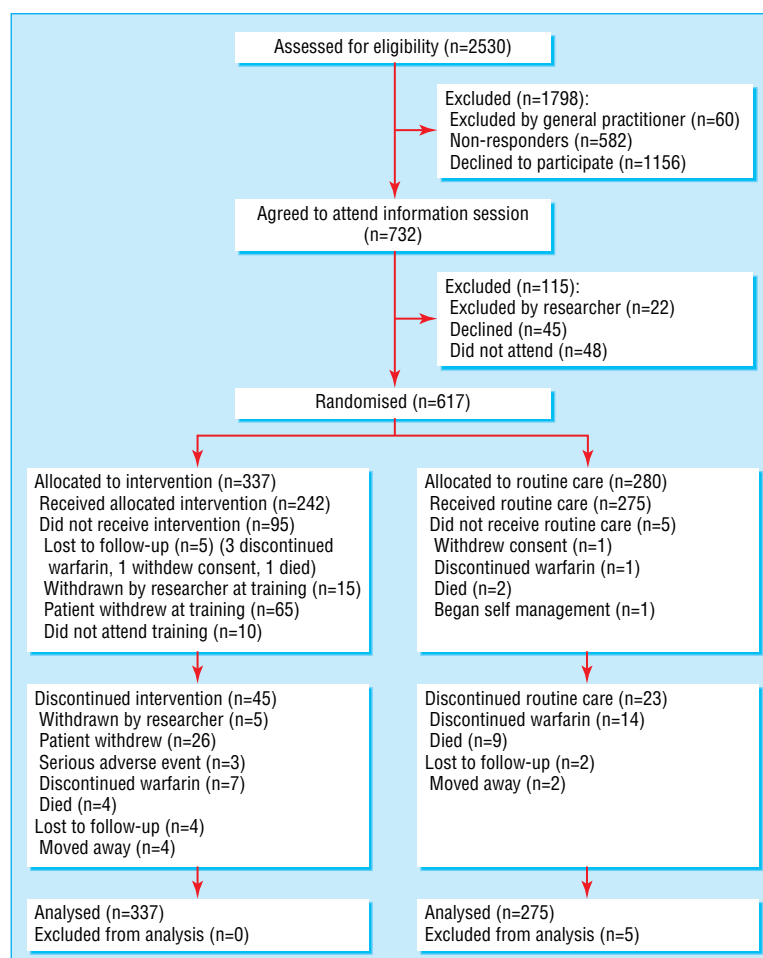 Assessed for eligibility (n=2530)
Excluded (n=1798):
Excluded by general practitioner (n=60)
Non-responders (n=582)
Declined to participate (n=1156)
Agreed to attend information session
(n=732)
Excluded (n=115):
Excluded by researcher (n=22)
Declined (n=45)
Did not attend (n=48)
Randomised (n=617)
Allocated to intervention (n=337)
Received allocated intervention (n=242)
Did not receive intervention (n=95)
Lost to follow-up (n=5) (3 discontinued
warfarin, 1 withdew consent, 1 died)
Withdrawn by researcher at training (n=15)
Patient withdrew at training (n=65)
Did not attend training (n=10)
Allocated to routine care (n=280)
Received routine care (n=275)
Did not receive routine care (n=5)
Withdrew consent (n=1)
Discontinued warfarin (n=1)
Died (n=2)
Began self management (n=1)
Discontinued intervention (n=45)
Withdrawn by researcher (n=5)
Patient withdrew (n=26)
Serious adverse event (n=3)
Discontinued warfarin (n=7)
Died (n=4)
Lost to follow-up (n=4)
Moved away (n=4)
Discontinued routine care (n=23)
Discontinued warfarin (n=14)
Died (n=9)
Lost to follow-up (n=2)
Moved away (n=2)
Analysed (n=337)
Excluded from analysis (n=0)
Analysed (n=275)
Excluded from analysis (n=5)